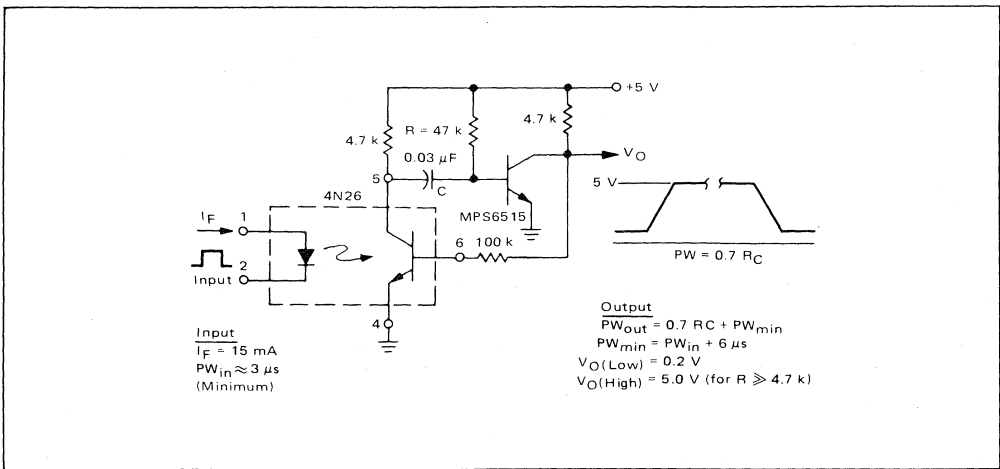 +5 V
4.7 k
R = 47 k
4.7 k
0.03 μF
V_O
5
C
5 V
4N26
MPS6515
I_F
1
6
100 k
2
Input
PW = 0.7 R_C
4
Input
I_F = 15 mA
PW_in ≈ 3 μs
(Minimum)
Output
PW_out = 0.7 RC + PW_min
PW_min = PW_in + 6 μs
V_O(Low) = 0.2 V
V_O(High) = 5.0 V (for R ≫ 4.7 k)